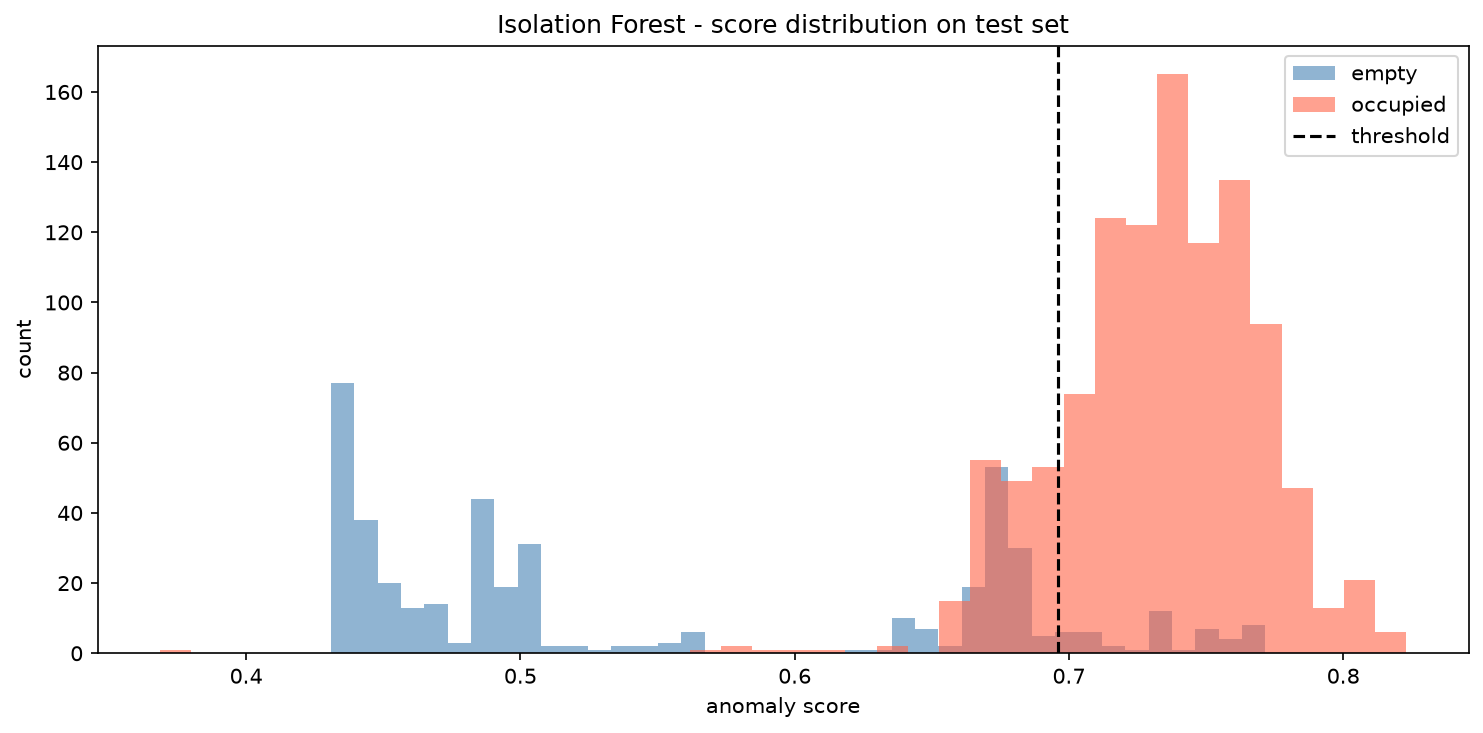 Isolation Forest - score distribution on test set
empty
occupied
threshold
160
140
120
100
80
60
40
20
0
count
0.4 0.5 0.6 0.7 0.8
anomaly score